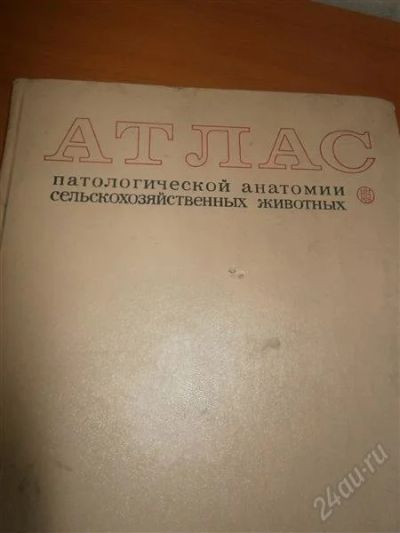 АТЛАС
патологической анатомии
сельскохозяйственных животных
24au.ru